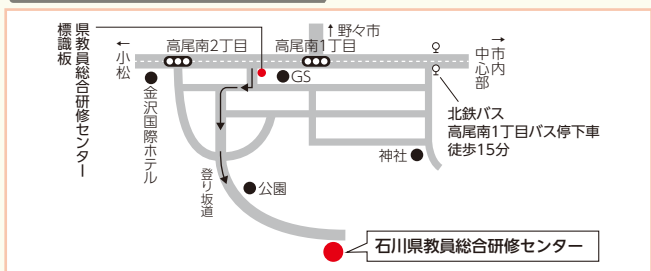 県教員総合研修センター
標識板
←
小松
高尾南2丁目
高尾南1丁目
↑野々市
→
市内
中心部
GS
金沢国際ホテル
北鉄バス
高尾南1丁目バス停下車
徒歩15分
神社
登り坂道
公園
石川県教員総合研修センター